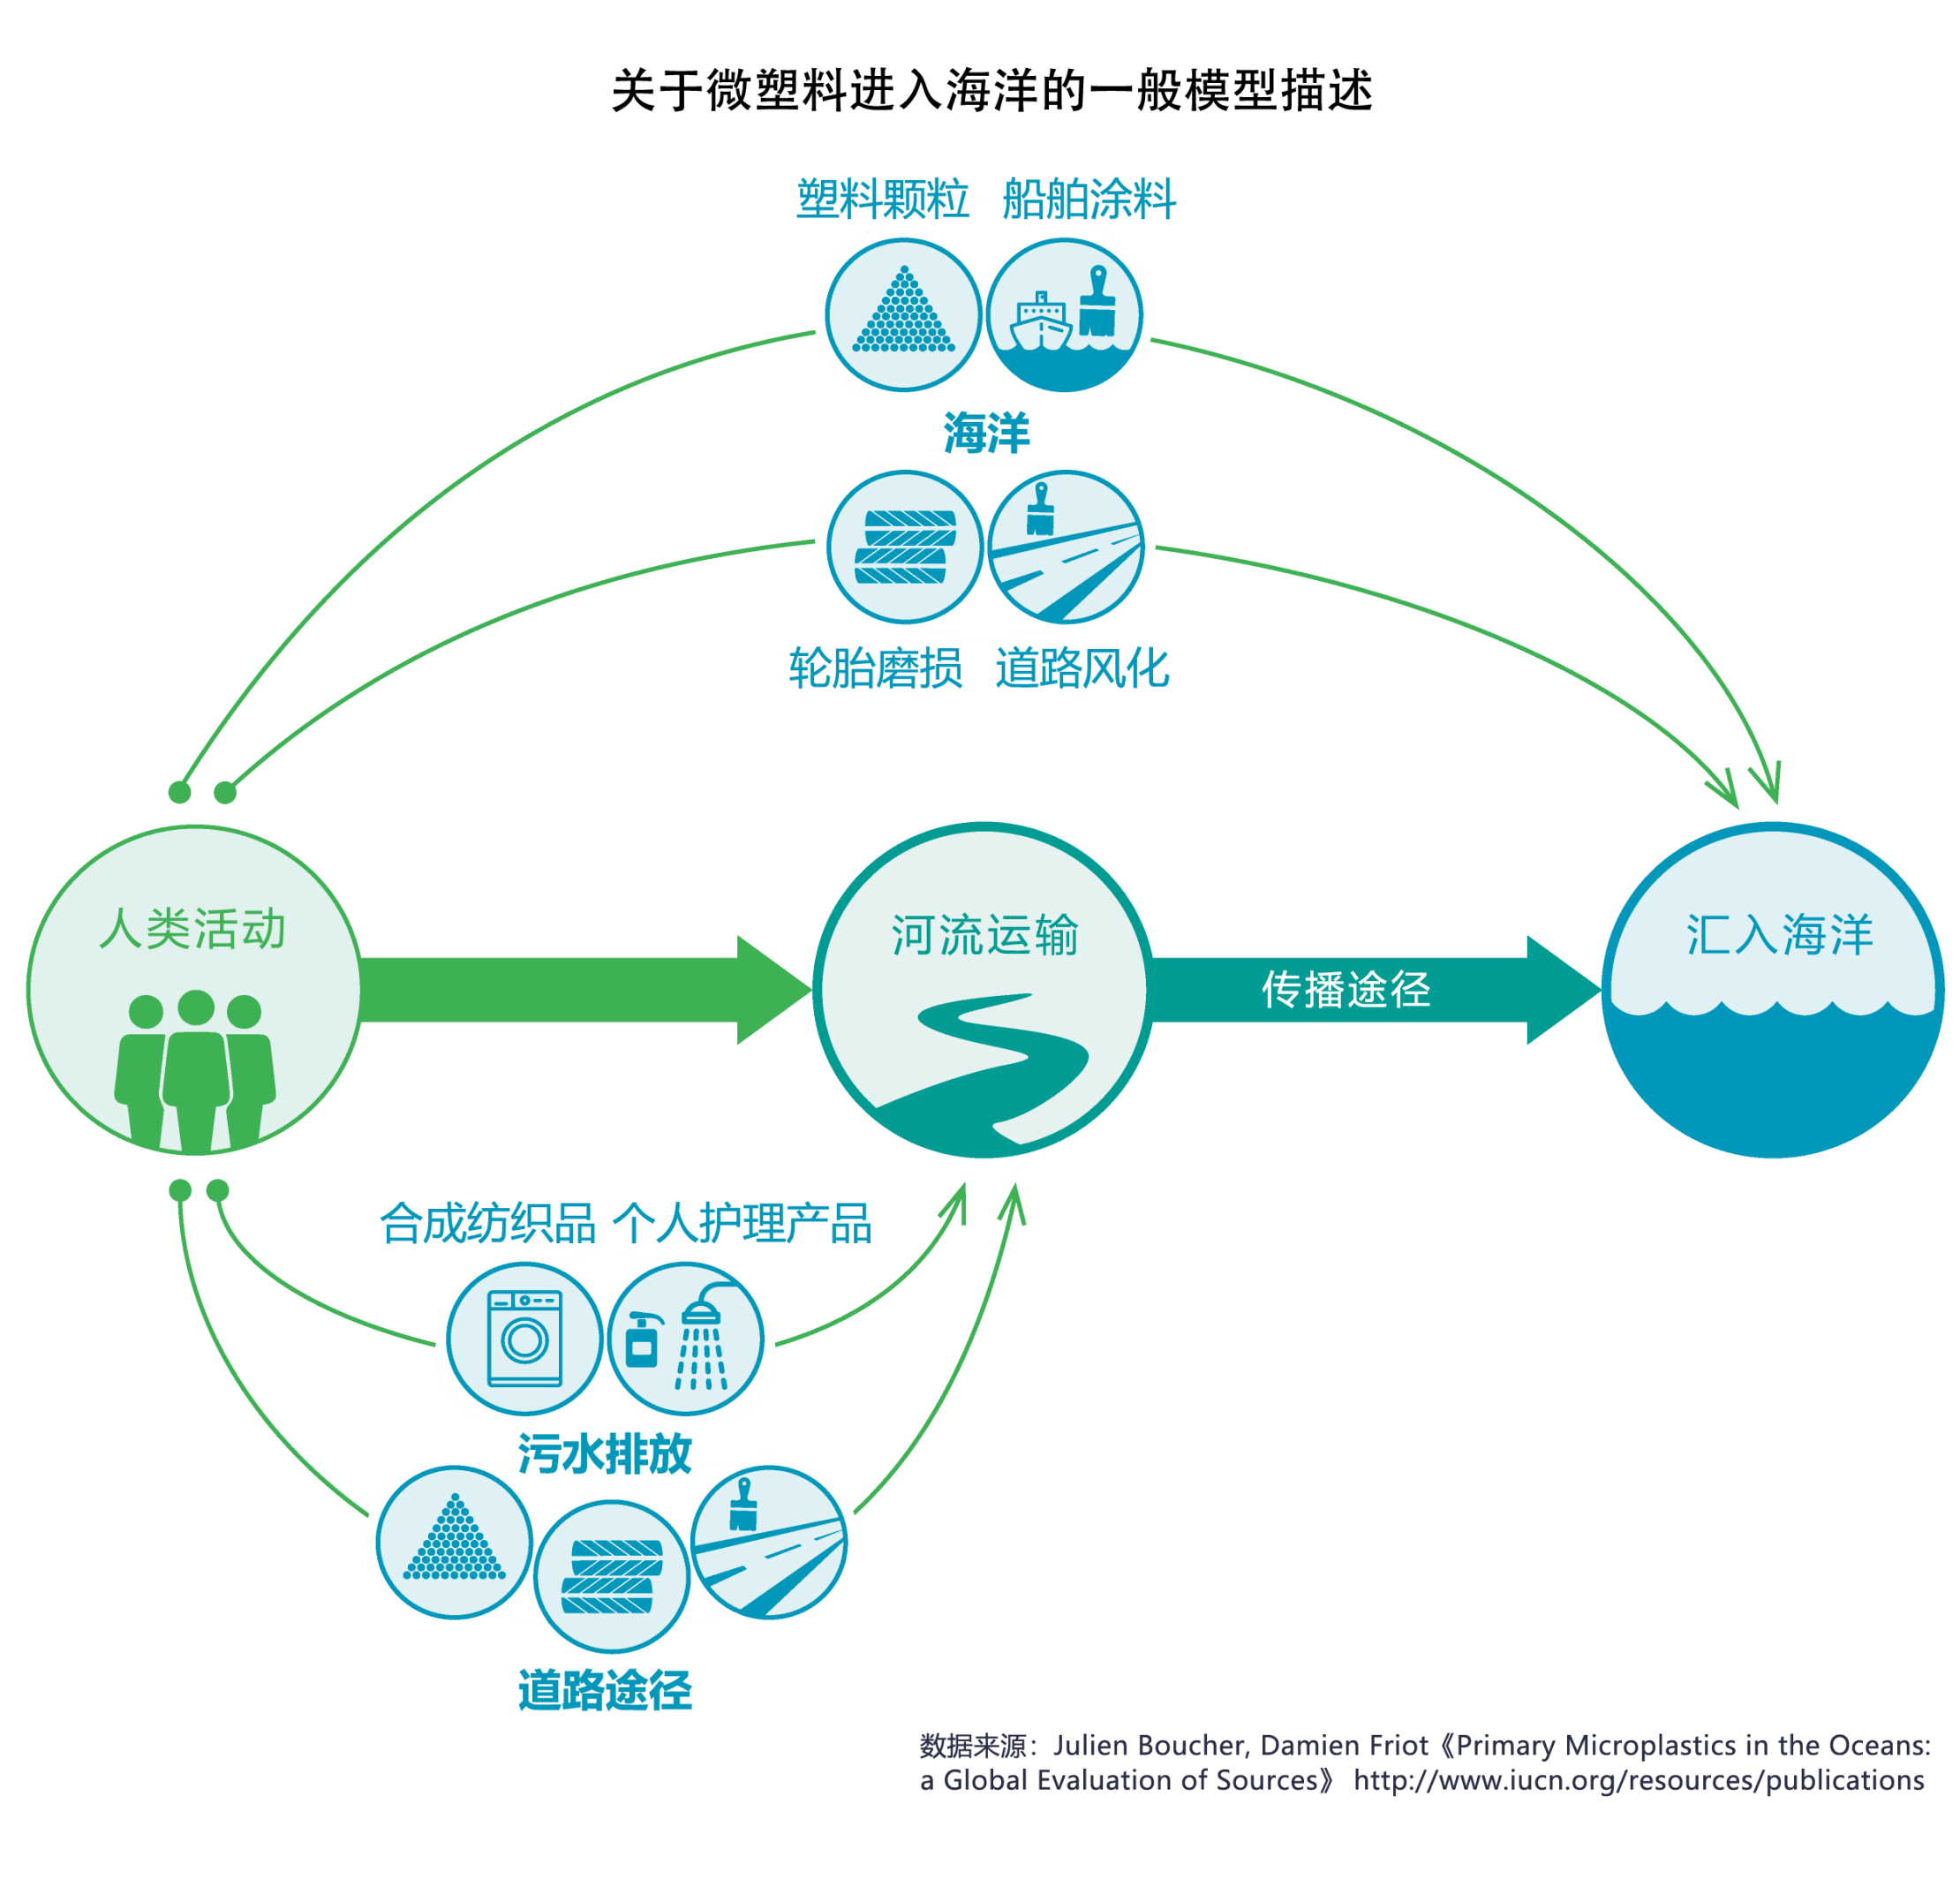 关于微塑料进入海洋的一般模型描述
塑料颗粒 船舶涂料
海洋
轮胎磨损 道路风化
人类活动
河流运输
传播途径
汇入海洋
合成纺织品 个人护理产品
污水排放
道路途径
数据来源：Julien Boucher, Damien Friot《Primary Microplastics in the Oceans:
a Global Evaluation of Sources》 http://www.iucn.org/resources/publications